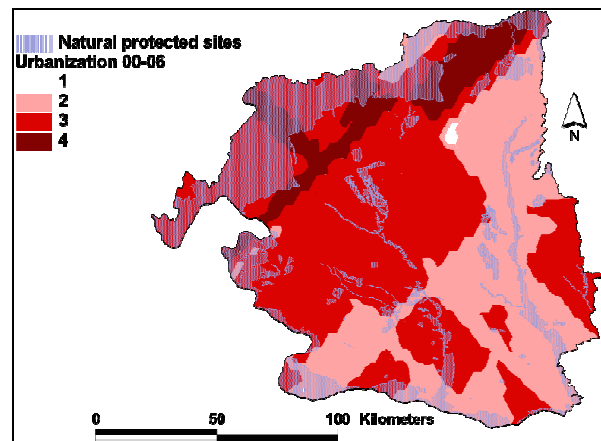 Natural protected sites
Urbanization 00-06
1
2
3
4
N
0 50 100 Kilometers